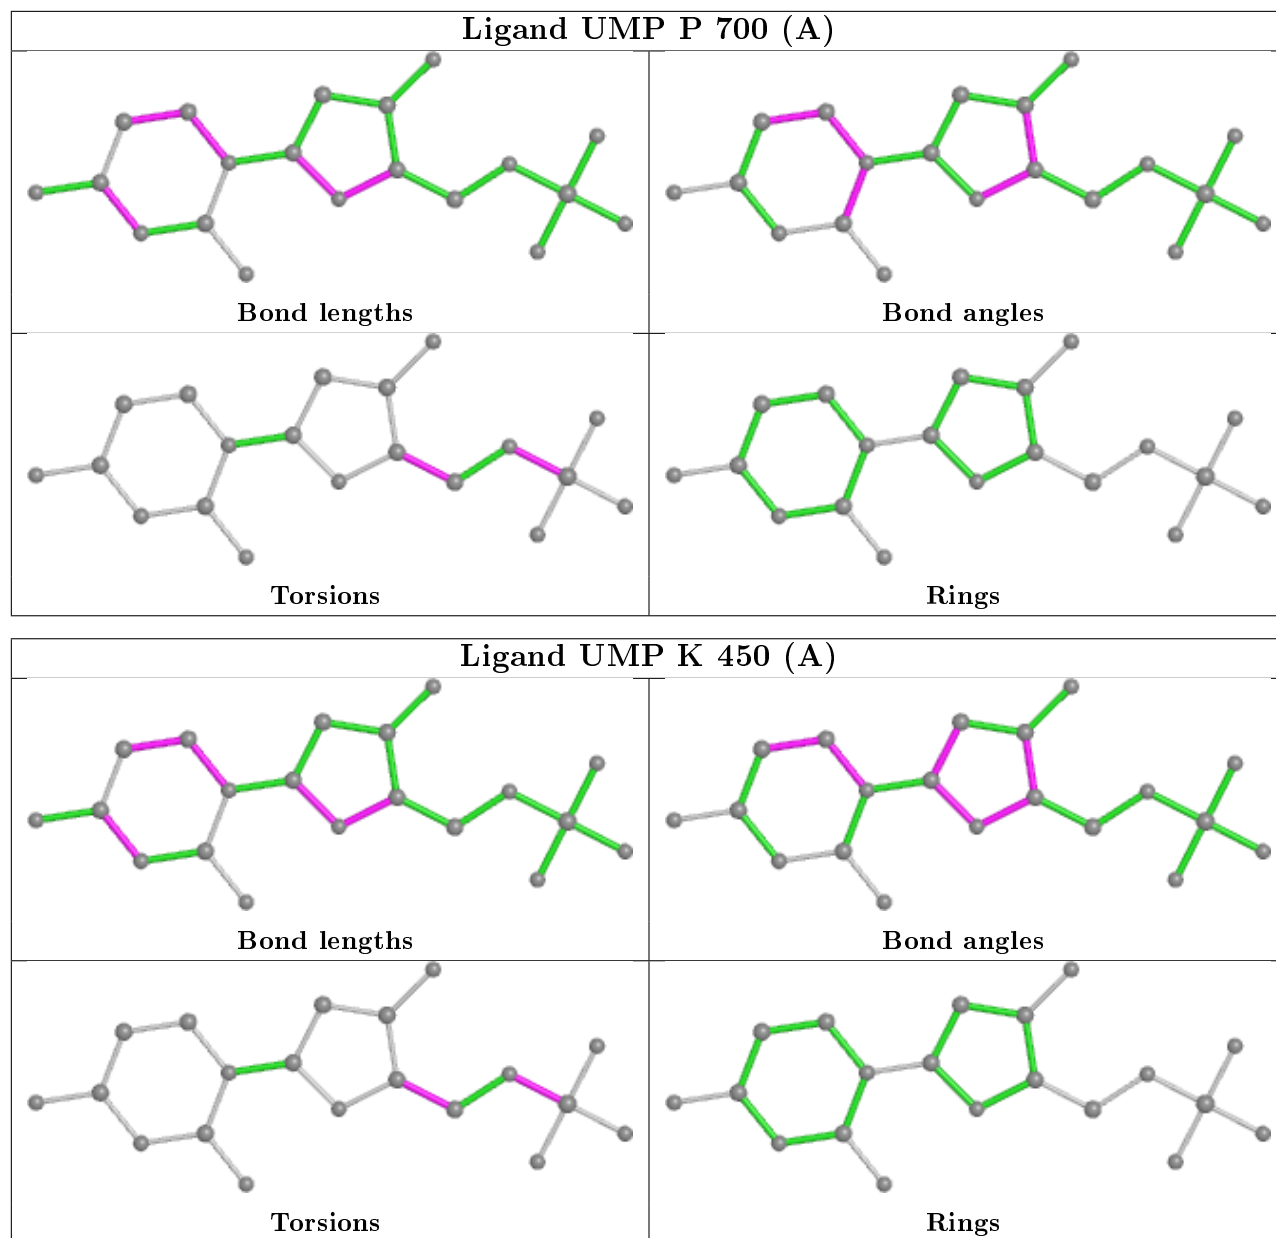 Ligand UMP P 700 (A)
Bond lengths
Bond angles
Torsions
Rings
Ligand UMP K 450 (A)
Bond lengths
Bond angles
Torsions
Rings